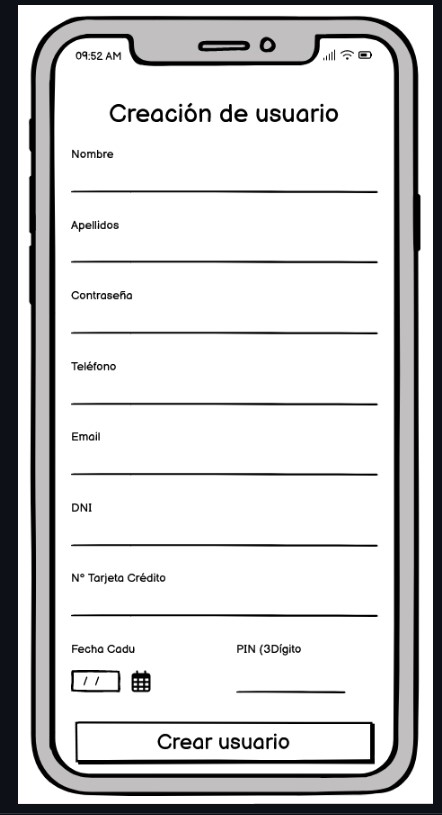 09:52 AM
Creación de usuario
Nombre
Apellidos
Contraseña
Teléfono
Email
DNI
Nº Tarjeta Crédito
Fecha Cadu PIN (3Dígito
/ /
Crear usuario